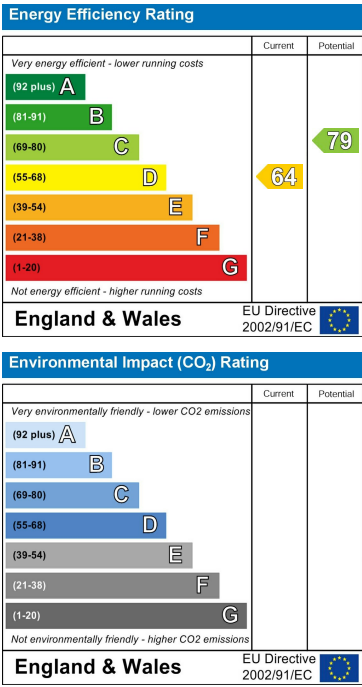 Energy Efficiency Rating
Current Potential
Very energy efficient - lower running costs
(92 plus) A
(81-91) B
(69-80) C
79
(55-68) D
64
(39-54) E
(21-38) F
(1-20) G
Not energy efficient - higher running costs
England & Wales
EU Directive
2002/91/EC
Environmental Impact (CO₂) Rating
Current Potential
Very environmentally friendly - lower CO2 emissions
(92 plus) A
(81-91) B
(69-80) C
(55-68) D
(39-54) E
(21-38) F
(1-20) G
Not environmentally friendly - higher CO2 emissions
England & Wales
EU Directive
2002/91/EC